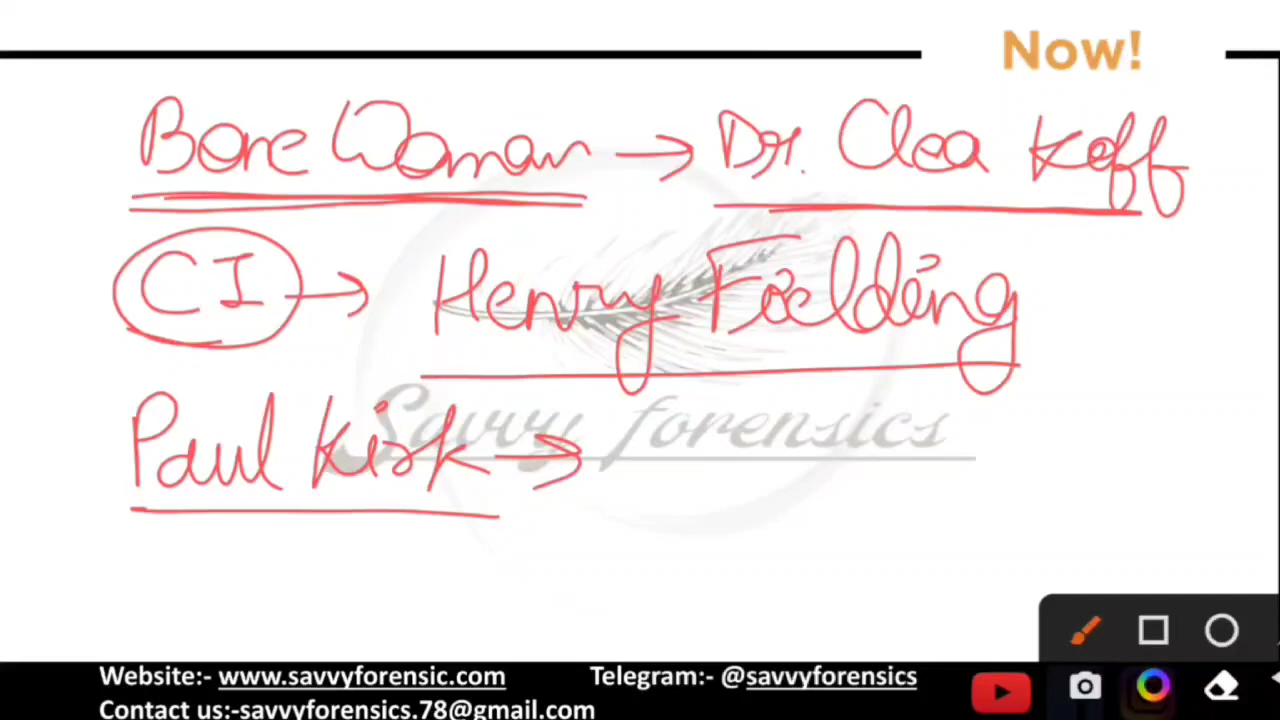 Now!
Bone Woman → Dr. Clea Koff
CI → Henry Fielding
Savvy forensics
Paul Kirk →
Website:- www.savvyforensic.com Telegram:- @savvyforensics
Contact us:-savvyforensics.78@gmail.com